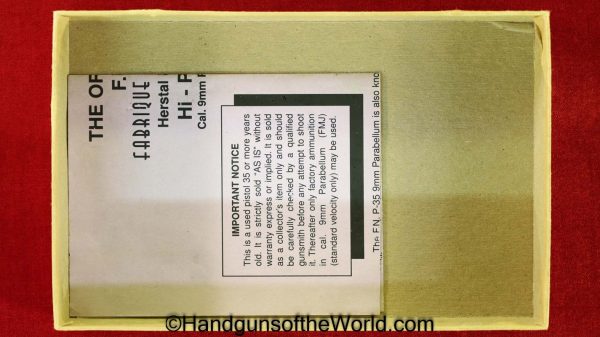 THE OR
F.
FABRIQUE
Herstal
Hi - P
Cal. 9mm P
IMPORTANT NOTICE
This is a used pistol 35 or more years
old. It is strictly sold "AS IS" without
warranty express or implied. It is sold
as a collector's item only and should
be carefully checked by a qualified
gunsmith before any attempt to shoot
it. Thereafter only factory ammunition
in cal. 9mm Parabellum (FMJ)
(standard velocity only) may be used.
The F.N. P-35 9mm Parabellum is also kno
©HandgunsoftheWorld.com